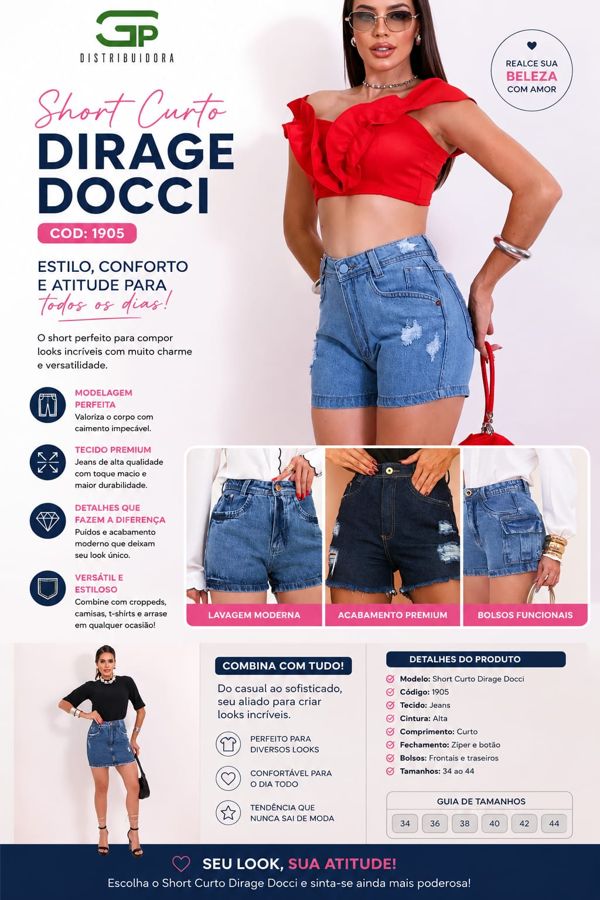 GP
DISTRIBUIDORA
REALCE SUA
BELEZA
COM AMOR
Short Curto
DIRAGE
DOCCI
COD: 1905
ESTILO, CONFORTO
E ATITUDE PARA
todos os dias!
O short perfeito para compor
looks incríveis com muito charme
e versatilidade.
MODELAGEM
PERFEITA
Valoriza o corpo com
caimento impecável.
TECIDO PREMIUM
Jeans de alta qualidade
com toque macio e
maior durabilidade.
DETALHES QUE
FAZEM A DIFERENÇA
Puídos e acabamento
moderno que deixam
seu look único.
VERSÁTIL E
ESTILOSO
Combine com croppeds,
camisas, t-shirts e arrase
em qualquer ocasião!
LAVAGEM MODERNA
ACABAMENTO PREMIUM
BOLSOS FUNCIONAIS
COMBINA COM TUDO!
Do casual ao sofisticado,
seu aliado para criar
looks incríveis.
PERFEITO PARA
DIVERSOS LOOKS
CONFORTÁVEL PARA
O DIA TODO
TENDÊNCIA QUE
NUNCA SAI DE MODA
DETALHES DO PRODUTO
Modelo: Short Curto Dirage Docci
Código: 1905
Tecido: Jeans
Cintura: Alta
Comprimento: Curto
Fechamento: Zíper e botão
Bolsos: Frontais e traseiros
Tamanhos: 34 ao 44
GUIA DE TAMANHOS
34 36 38 40 42 44
SEU LOOK, SUA ATITUDE!
Escolha o Short Curto Dirage Docci e sinta-se ainda mais poderosa!